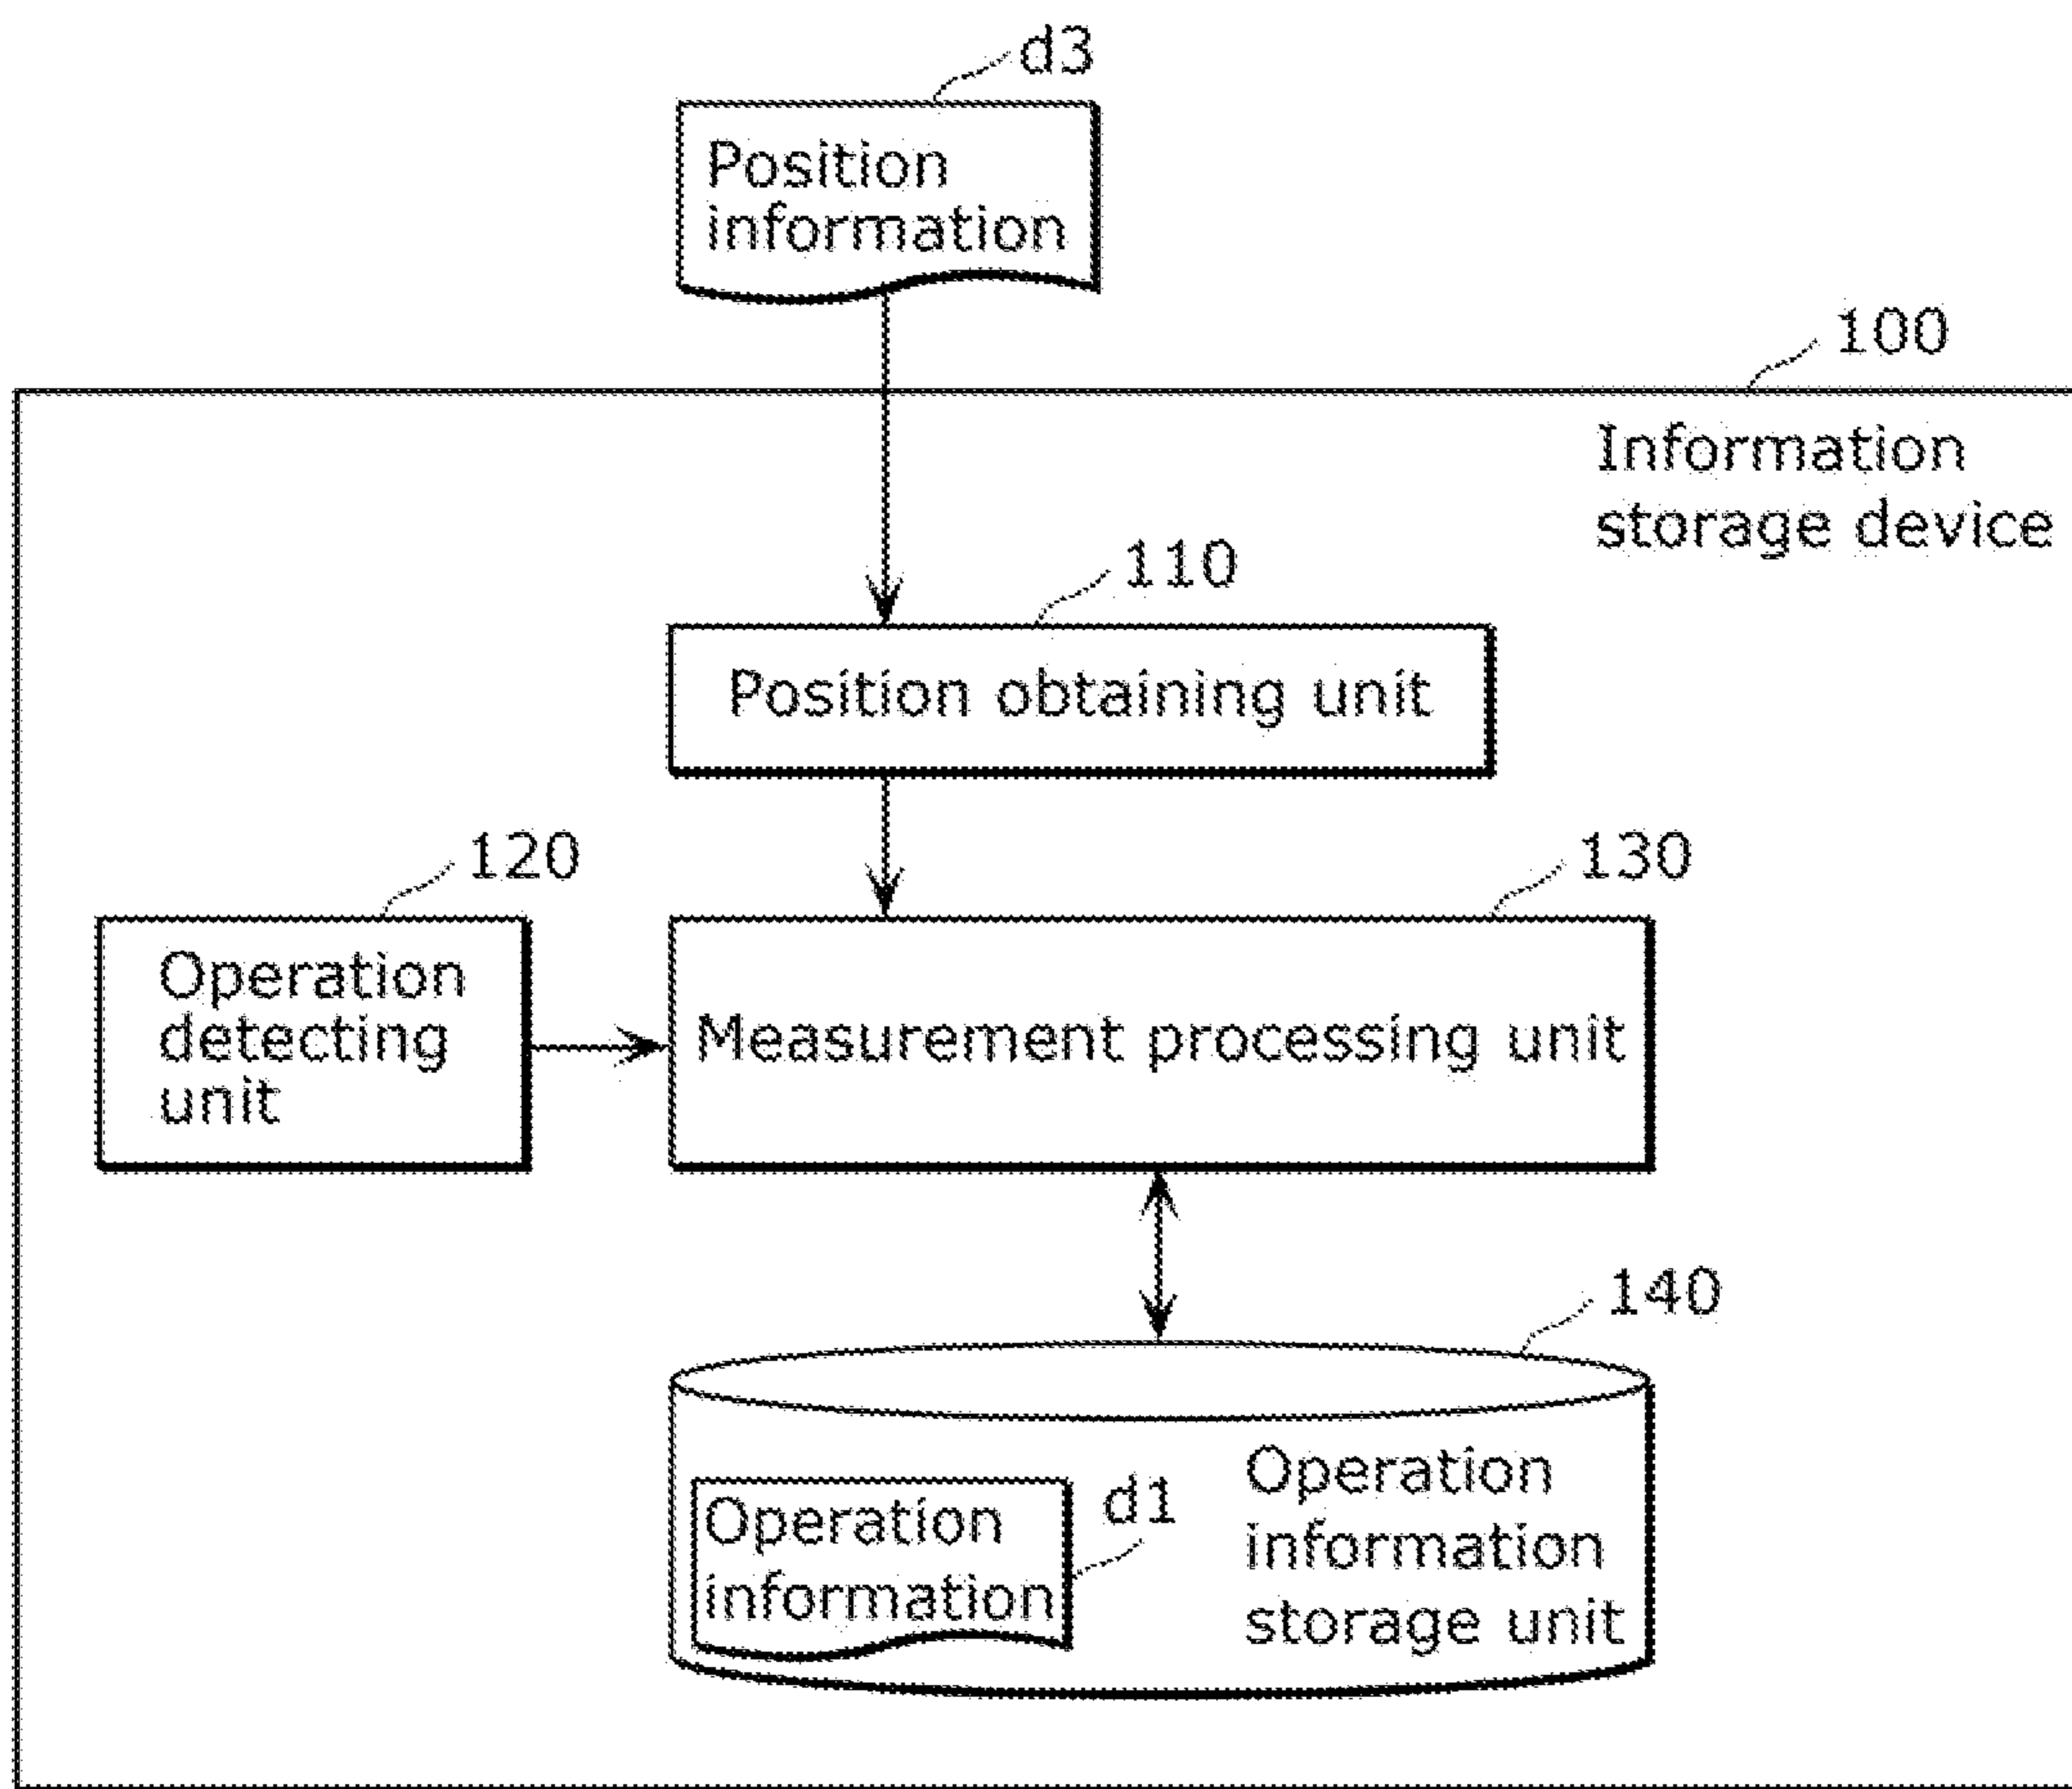 d3
Position
information
100
Information
storage device
110
Position obtaining unit
120
130
Operation
detecting
unit
Measurement processing unit
140
Operation
information
d1
Operation
information
storage unit